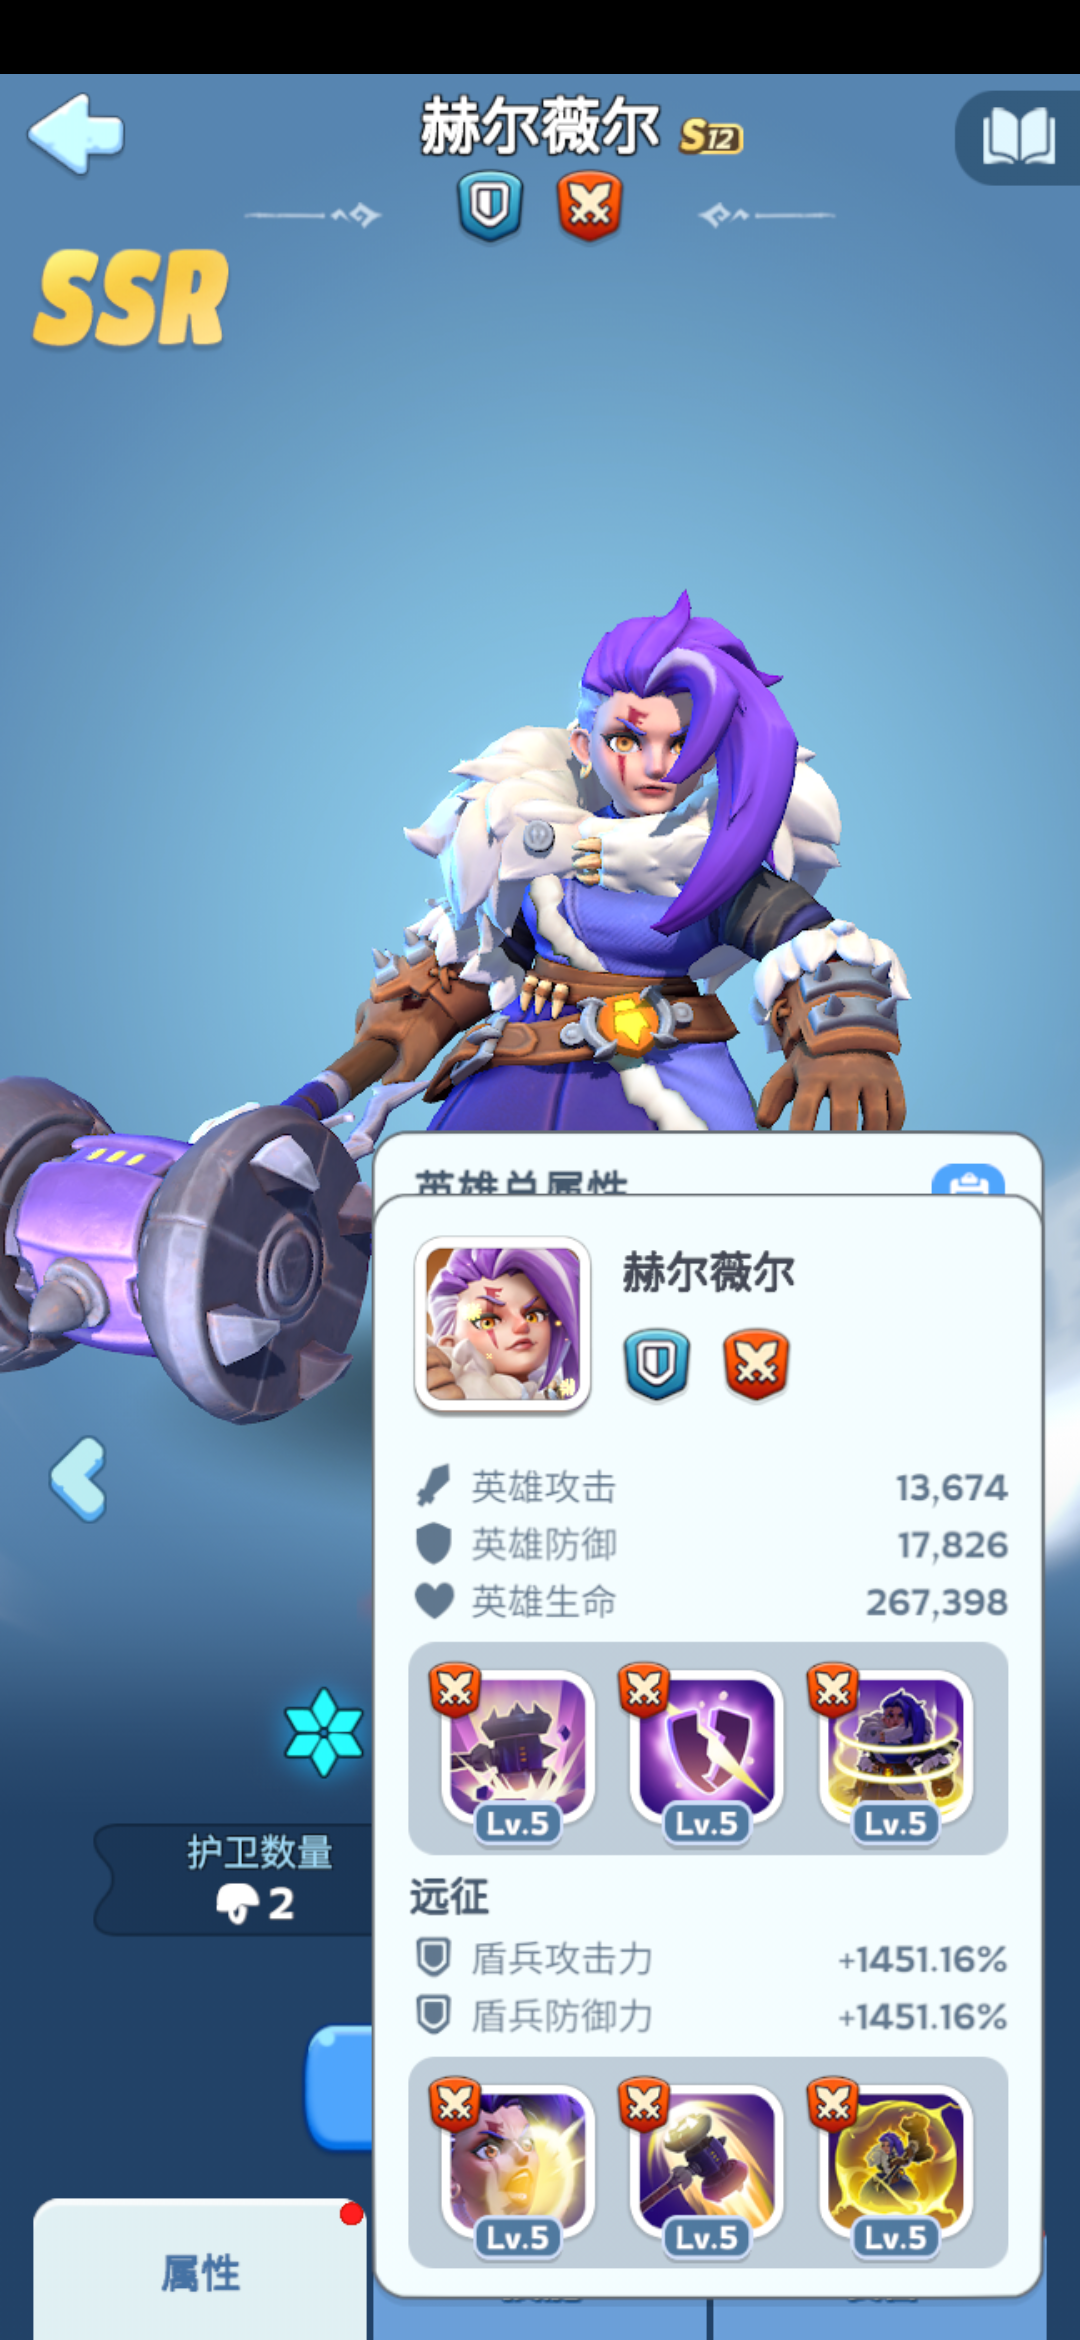 赫尔薇尔 S12
SSR
英雄总属性
赫尔薇尔
英雄攻击 13,674
英雄防御 17,826
英雄生命 267,398
Lv.5 Lv.5 Lv.5
护卫数量
2
远征
盾兵攻击力 +1451.16%
盾兵防御力 +1451.16%
Lv.5 Lv.5 Lv.5
属性